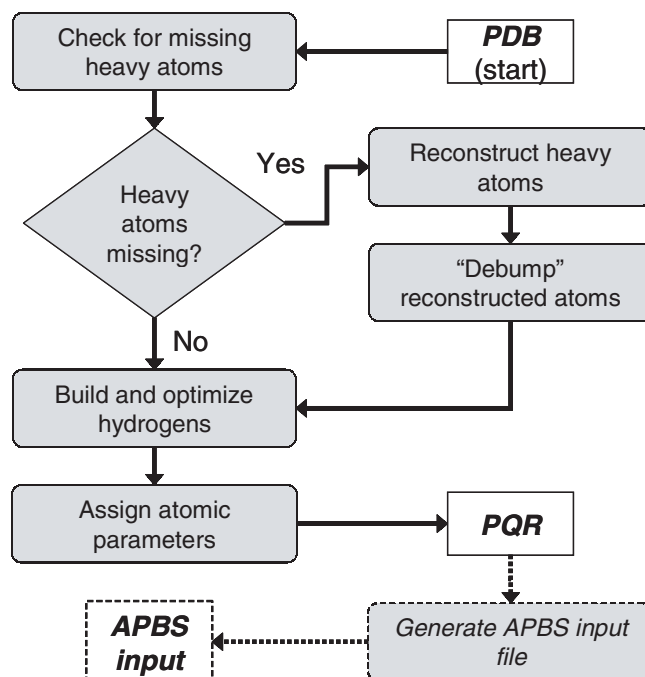 Check for missing
heavy atoms
PDB
(start)
Heavy
atoms
missing?
Yes
Reconstruct heavy
atoms
“Debump”
reconstructed atoms
No
Build and optimize
hydrogens
Assign atomic
parameters
PQR
Generate APBS input
file
APBS
input